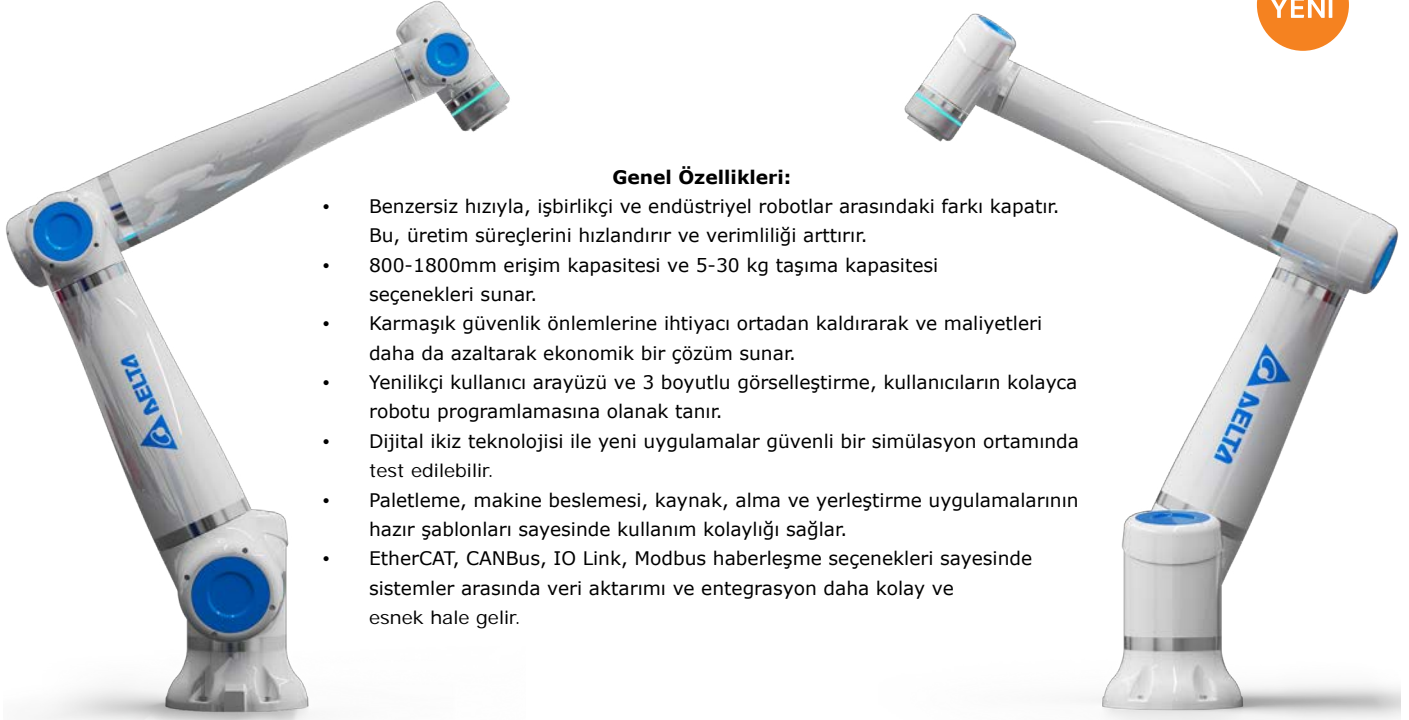 YENİ
Genel Özellikleri:
• Benzersiz hızıyla, işbirlikçi ve endüstriyel robotlar arasındaki farkı kapatır.
Bu, üretim süreçlerini hızlandırır ve verimliliği arttırır.
• 800-1800mm erişim kapasitesi ve 5-30 kg taşıma kapasitesi
seçenekleri sunar.
• Karmaşık güvenlik önlemlerine ihtiyacı ortadan kaldırarak ve maliyetleri
daha da azaltarak ekonomik bir çözüm sunar.
• Yenilikçi kullanıcı arayüzü ve 3 boyutlu görselleştirme, kullanıcıların kolayca
robotu programlamasına olanak tanır.
• Dijital ikiz teknolojisi ile yeni uygulamalar güvenli bir simülasyon ortamında
test edilebilir.
• Paletleme, makine beslemesi, kaynak, alma ve yerleştirme uygulamalarının
hazır şablonları sayesinde kullanım kolaylığı sağlar.
• EtherCAT, CANBus, IO Link, Modbus haberleşme seçenekleri sayesinde
sistemler arasında veri aktarımı ve entegrasyon daha kolay ve
esnek hale gelir.
DELTA
DELTA